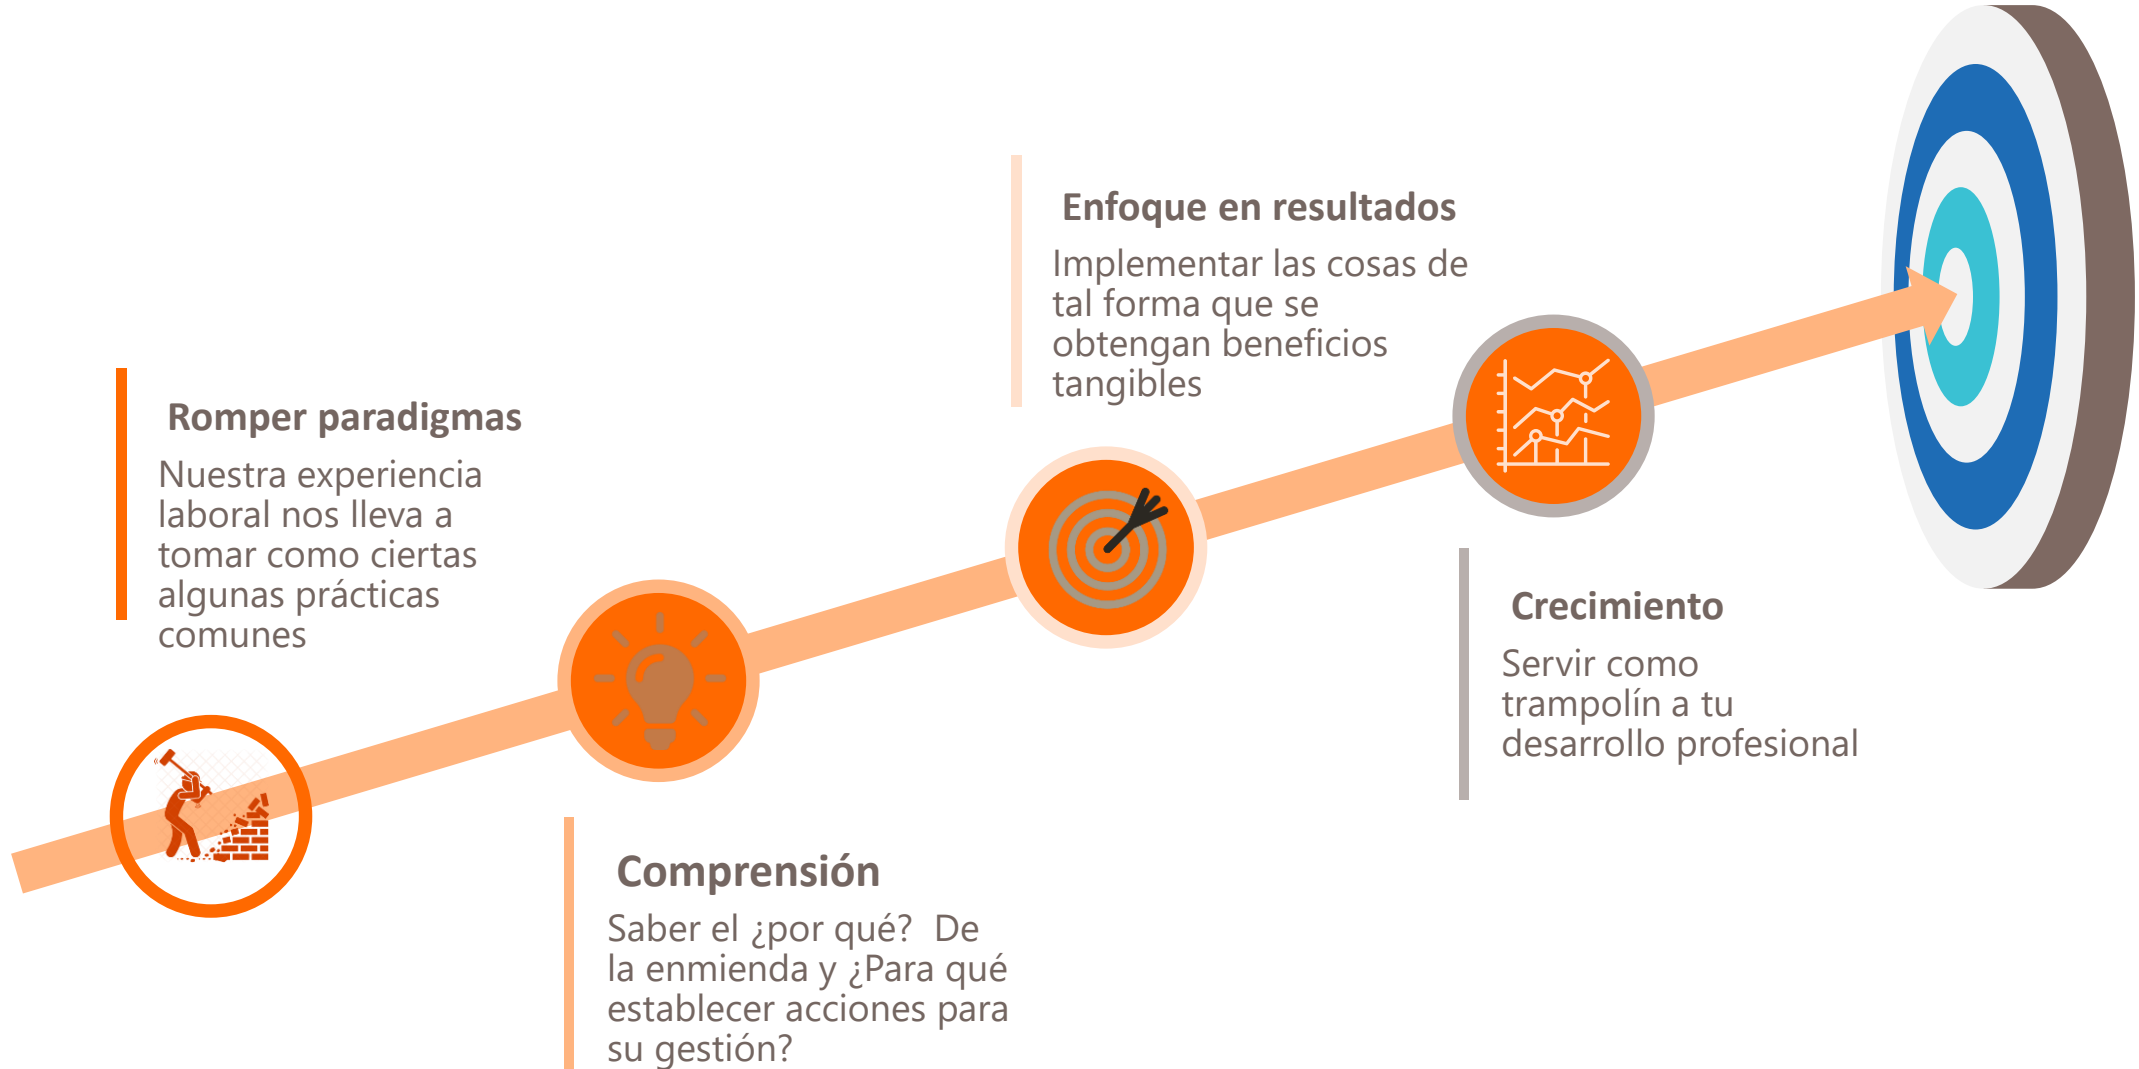 Romper paradigmas
Nuestra experiencia
laboral nos lleva a
tomar como ciertas
algunas prácticas
comunes
Comprensión
Saber el ¿por qué?  De
la enmienda y ¿Para qué
establecer acciones para
su gestión?
Enfoque en resultados
Implementar las cosas de
tal forma que se
obtengan beneficios
tangibles
Crecimiento
Servir como
trampolín a tu
desarrollo profesional